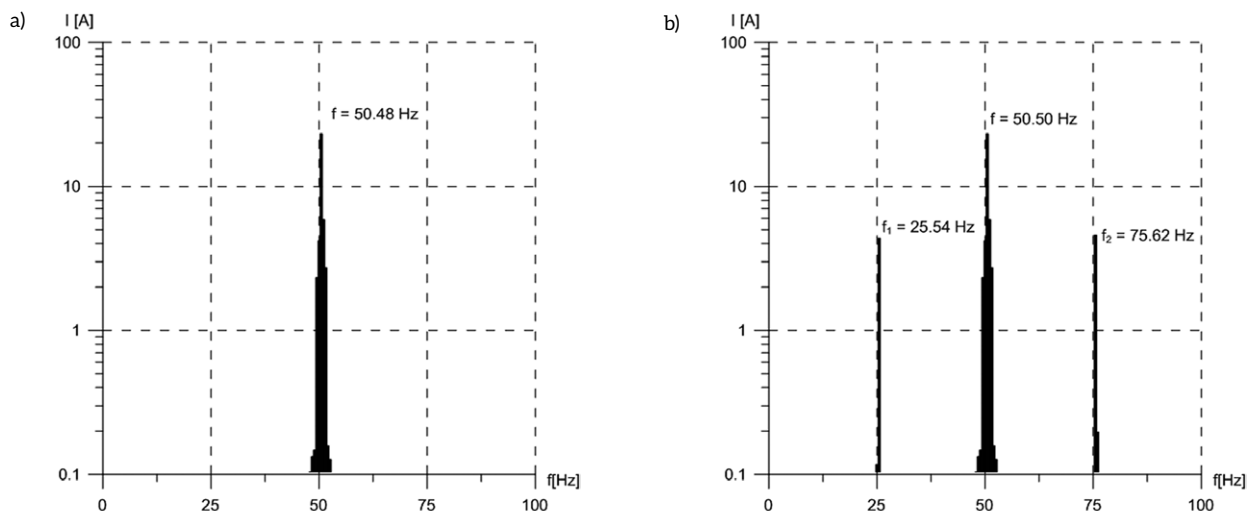 a)
I [A]
100
10
1
0.1
f = 50.48 Hz
0
25
50
75
100
f[Hz]
b)
I [A]
100
10
1
0.1
f = 50.50 Hz
f₁ = 25.54 Hz
f₂ = 75.62 Hz
0
25
50
75
100
f[Hz]